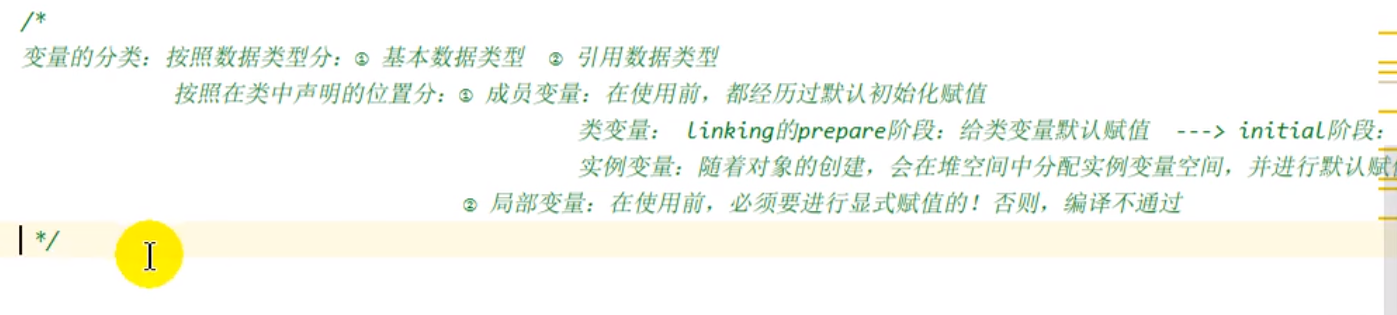 /*
变量的分类：按照数据类型分：① 基本数据类型  ② 引用数据类型
按照在类中声明的位置分：① 成员变量：在使用前，都经历过默认初始化赋值
类变量： linking的prepare阶段：给类变量默认赋值  ---> initial阶段：
实例变量：随着对象的创建，会在堆空间中分配实例变量空间，并进行默认赋值
② 局部变量：在使用前，必须要进行显式赋值的！否则，编译不通过
*/